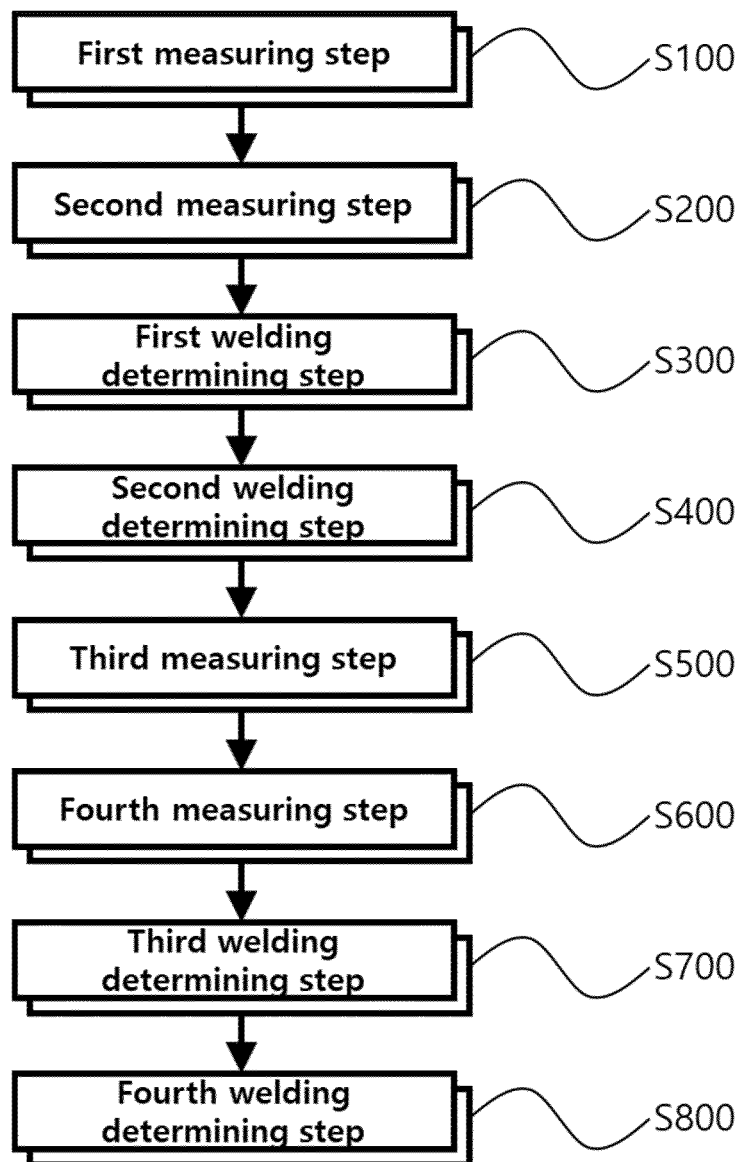 First measuring step
S100
Second measuring step
S200
First welding
determining step
S300
Second welding
determining step
S400
Third measuring step
S500
Fourth measuring step
S600
Third welding
determining step
S700
Fourth welding
determining step
S800